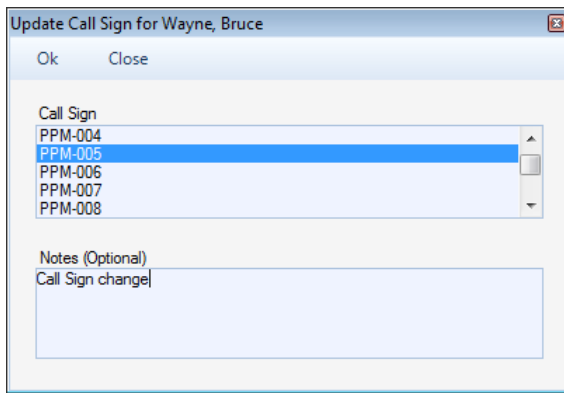 Update Call Sign for Wayne, Bruce
Ok Close
Call Sign
PPM-004
PPM-005
PPM-006
PPM-007
PPM-008
Notes (Optional)
Call Sign change